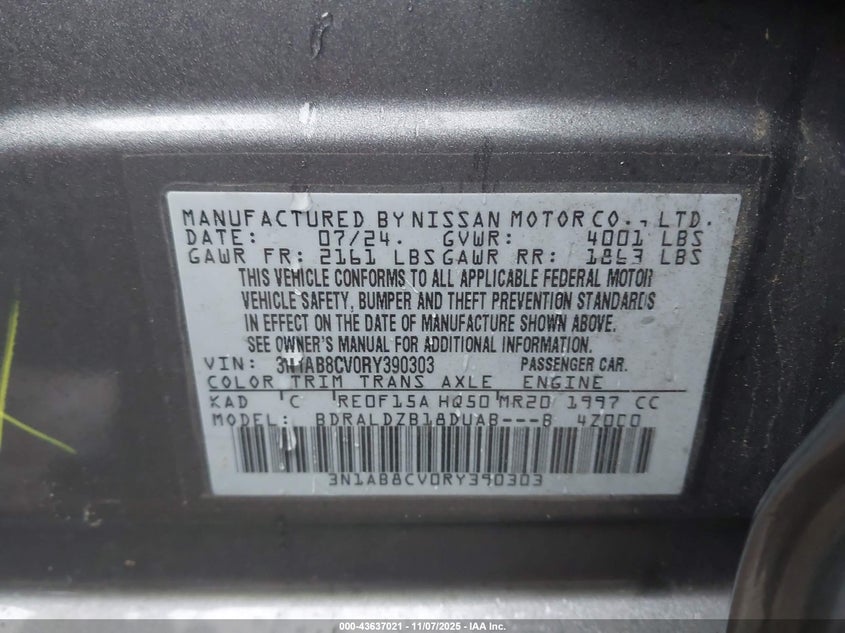 MANUFACTURED BY NISSAN MOTOR CO., LTD.
DATE: 07/24. GVWR: 4001 LBS
GAWR FR: 2161 LBS GAWR RR: 1863 LBS
THIS VEHICLE CONFORMS TO ALL APPLICABLE FEDERAL MOTOR
VEHICLE SAFETY, BUMPER AND THEFT PREVENTION STANDARDS
IN EFFECT ON THE DATE OF MANUFACTURE SHOWN ABOVE.
SEE OWNER'S MANUAL FOR ADDITIONAL INFORMATION
VIN: 3N1AB8CV0RY390303 PASSENGER CAR.
COLOR TRIM TRANS AXLE ENGINE
KAD C RE0F15A HQ50 MR20 1997 CC
MODEL: BDRALDZB18DUAB---B 4Z0C0
3N1AB8CV0RY390303
000-43637021 — 11/07/2025 — IAA Inc.